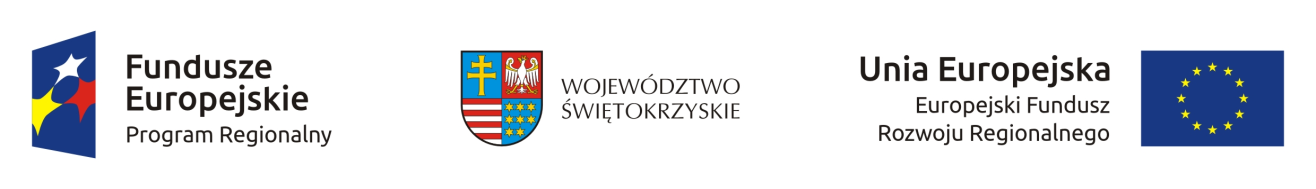 Fundusze
Europejskie
Program Regionalny
WOJEWÓDZTWO
ŚWIĘTOKRZYSKIE
Unia Europejska
Europejski Fundusz
Rozwoju Regionalnego